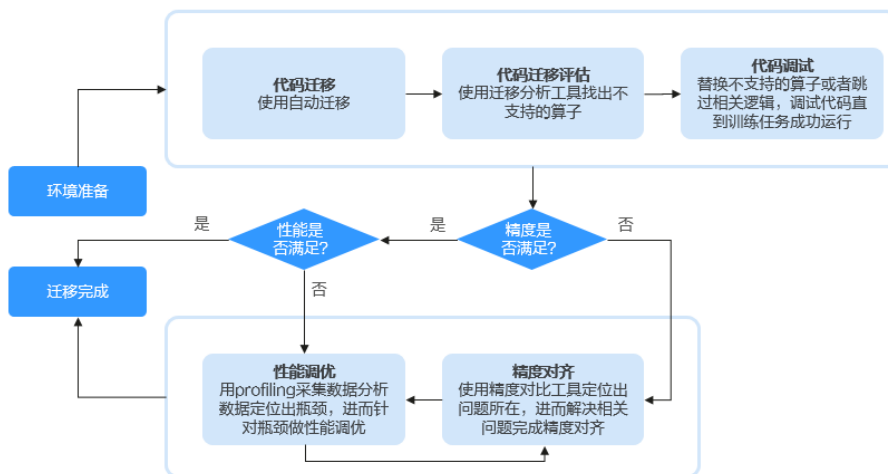 代码迁移
使用自动迁移
代码迁移评估
使用迁移分析工具找出不
支持的算子
代码调试
替换不支持的算子或者跳
过相关逻辑，调试代码直
到训练任务成功运行
环境准备
是
性能是
否满足?
是
精度是
否满足?
否
迁移完成
否
性能调优
用profiling采集数据分析
数据定位出瓶颈，进而针
对瓶颈做性能调优
精度对齐
使用精度对比工具定位出
问题所在，进而解决相关
问题完成精度对齐